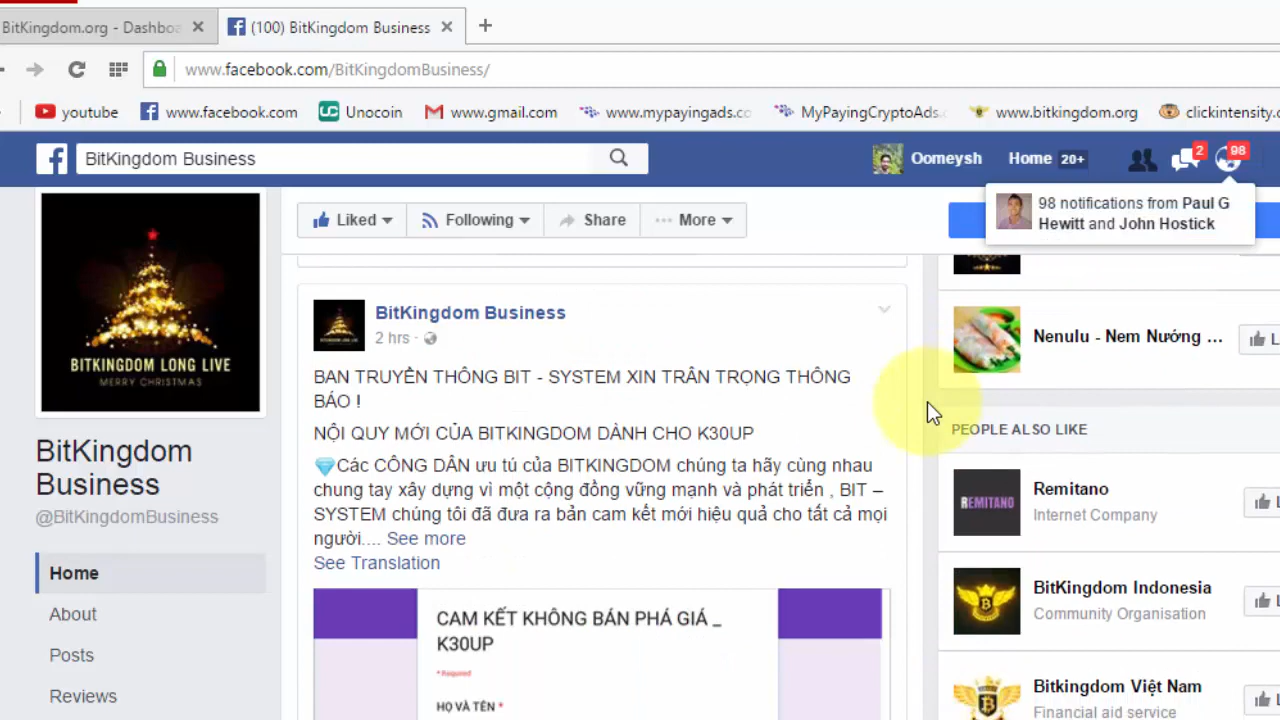 BitKingdom.org - Dashboa
(100) BitKingdom Business
www.facebook.com/BitKingdomBusiness/
youtube
www.facebook.com
Unocoin
www.gmail.com
www.mypayingads.co
MyPayingCryptoAds.
www.bitkingdom.org
clickintensity.c
BitKingdom Business
Oomeysh
Home 20+
2
98
98 notifications from Paul G
Hewitt and John Hostick
Liked
Following
Share
More
BITKINGDOM LONG LIVE
MERRY CHRISTMAS
BitKingdom
Business
@BitKingdomBusiness
Home
About
Posts
Reviews
BitKingdom Business
2 hrs
BAN TRUYỀN THÔNG BIT - SYSTEM XIN TRÂN TRỌNG THÔNG
BÁO !
NỘI QUY MỚI CỦA BITKINGDOM DÀNH CHO K30UP
Các CÔNG DÂN ưu tú của BITKINGDOM chúng ta hãy cùng nhau
chung tay xây dựng vì một cộng đồng vững mạnh và phát triển , BIT –
SYSTEM chúng tôi đã đưa ra bản cam kết mới hiệu quả cho tất cả mọi
người.... See more
See Translation
CAM KẾT KHÔNG BÁN PHÁ GIÁ _
K30UP
* Required
HỌ VÀ TÊN *
Nenulu - Nem Nướng ...
L
PEOPLE ALSO LIKE
REMITANO
Remitano
Internet Company
L
BitKingdom Indonesia
Community Organisation
L
Bitkingdom Việt Nam
Financial aid service
L